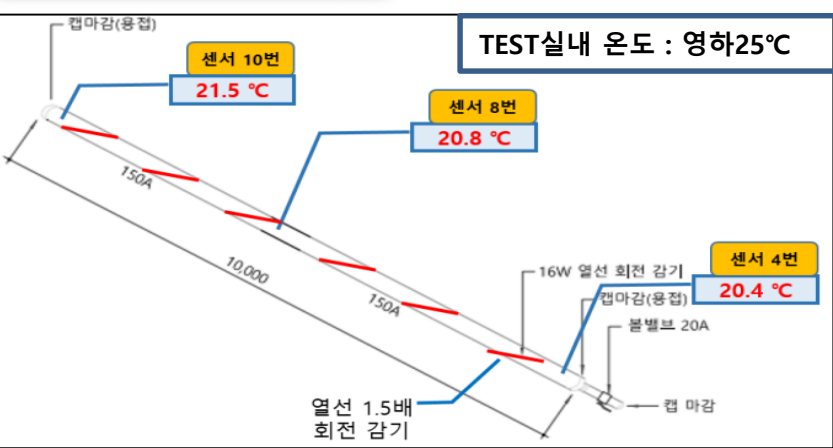 캡마감(용접)
TEST실내 온도 : 영하25℃
센서 10번
21.5 ℃
센서 8번
20.8 ℃
150A
10,000
150A
16W 열선 회전 감기
센서 4번
20.4 ℃
캡마감(용접)
볼밸브 20A
열선 1.5배
회전 감기
캡 마감